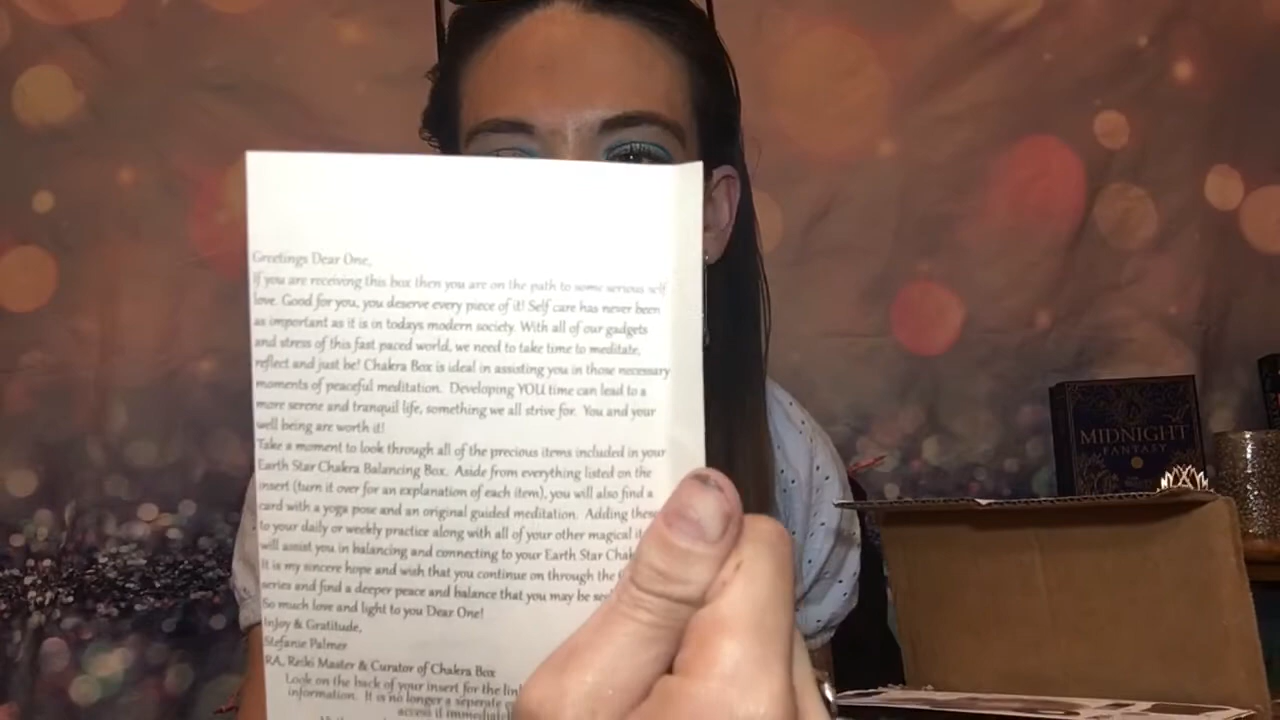 Greetings Dear One,
If you are receiving this box then you are on the path to some serious self
love. Good for you, you deserve every piece of it! Self care has never been
as important as it is in todays modern society. With all of our gadgets
and stress of this fast paced world, we need to take time to meditate,
reflect and just be! Chakra Box is ideal in assisting you in those necessary
moments of peaceful meditation. Developing YOU time can lead to a
more serene and tranquil life, something we all strive for. You and your
well being are worth it!
Take a moment to look through all of the precious items included in your
Earth Star Chakra Balancing Box. Aside from everything listed on the
insert (turn it over for an explanation of each item), you will also find a
card with a yoga pose and an original guided meditation. Adding these
to your daily or weekly practice along with all of your other magical
will assist you in balancing and connecting to your Earth Star
It is my sincere hope and wish that you continue on through the
series and find a deeper peace and balance that you may be
So much love and light to you Dear One!
InJoy & Gratitude,
Stefanie Palmer
RA, Reiki Master & Curator of Chakra Box
Look on the back of your insert for the
information. It is no longer a seperate
access it
MIDNIGHT
FANTASY